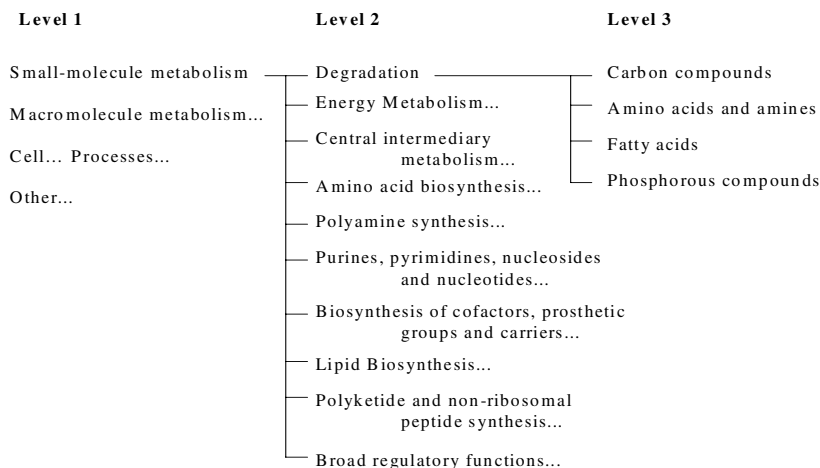 Level 1
Level 2
Level 3
Small-molecule metabolism
Macromolecule metabolism...
Cell... Processes...
Other...
Degradation
Energy Metabolism...
Central intermediary
metabolism...
Amino acid biosynthesis...
Polyamine synthesis...
Purines, pyrimidines, nucleosides
and nucleotides...
Biosynthesis of cofactors, prosthetic
groups and carriers...
Lipid Biosynthesis...
Polyketide and non-ribosomal
peptide synthesis...
Broad regulatory functions...
Carbon compounds
Amino acids and amines
Fatty acids
Phosphorous compounds